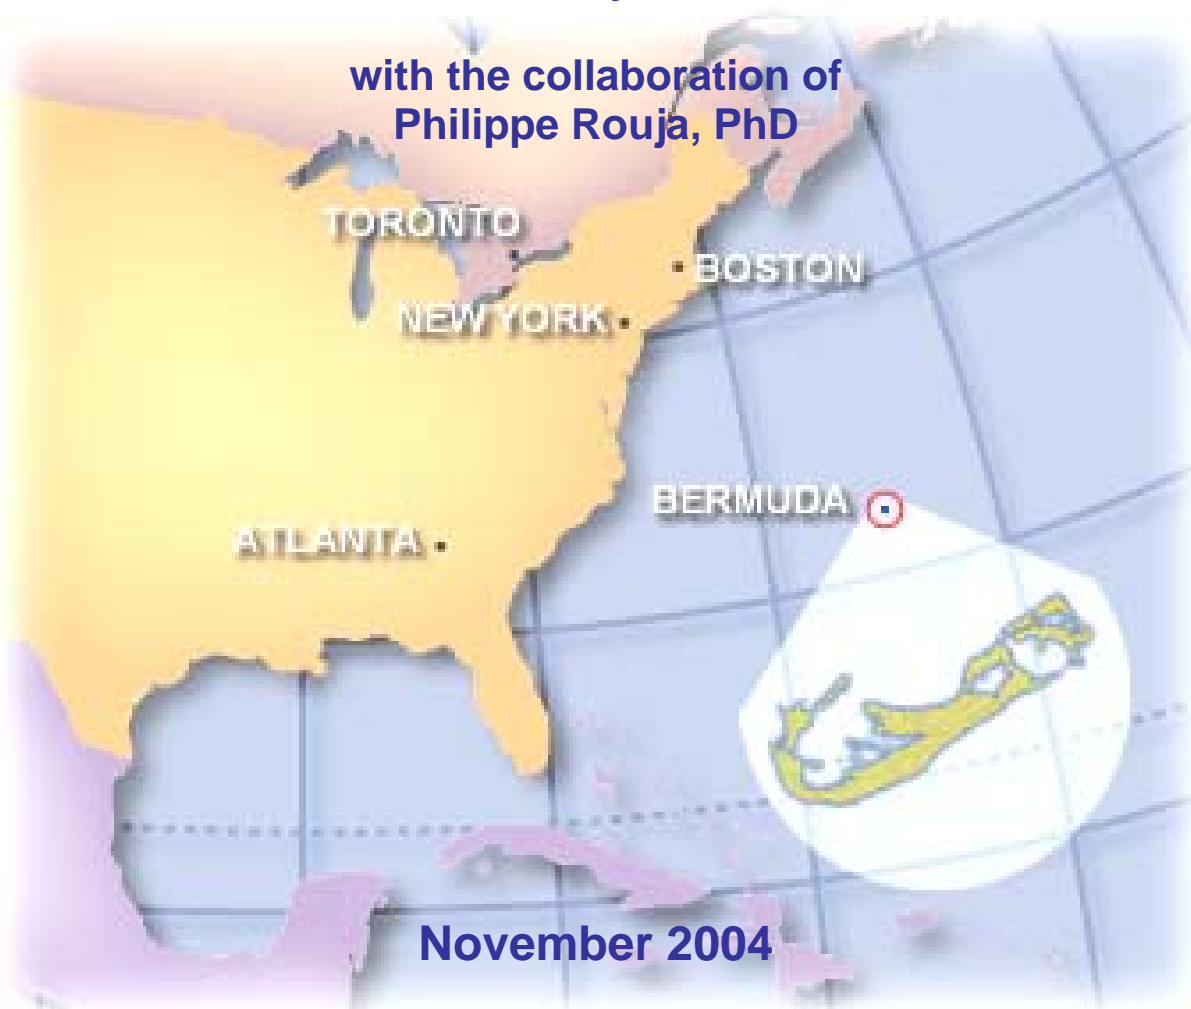 with the collaboration of
Philippe Rouja, PhD
TORONTO
BOSTON
NEW YORK
BERMUDA
ATLANTA
November 2004